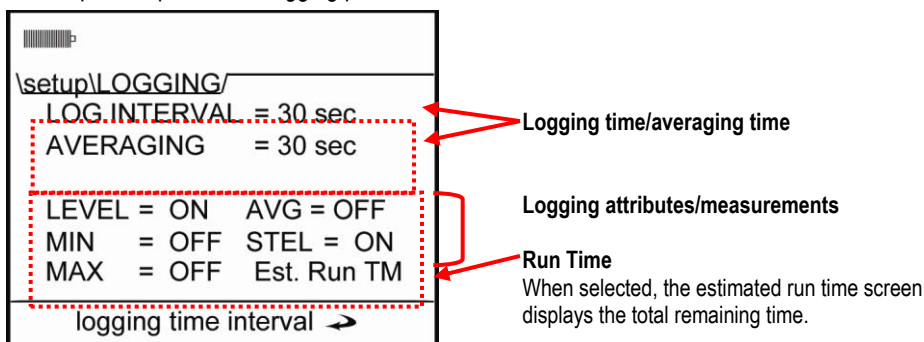 \setup\LOGGING/
LOG INTERVAL = 30 sec
AVERAGING = 30 sec
LEVEL = ON AVG = OFF
MIN = OFF STEL = ON
MAX = OFF Est. Run TM
logging time interval
Logging time/averaging time
Logging attributes/measurements
Run Time
When selected, the estimated run time screen
displays the total remaining time.